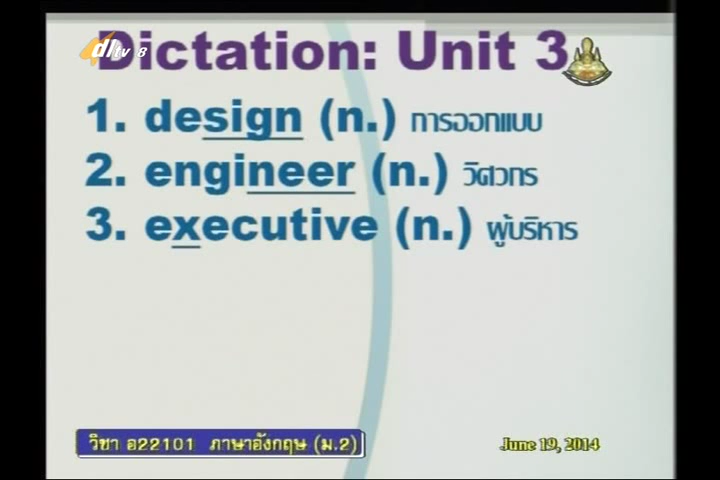 Dictation: Unit 3
dltv 8
1. design (n.) การออกแบบ
2. engineer (n.) วิศวกร
3. executive (n.) ผู้บริหาร
วิชา อ22101 ภาษาอังกฤษ (ม.2)
June 19, 2014